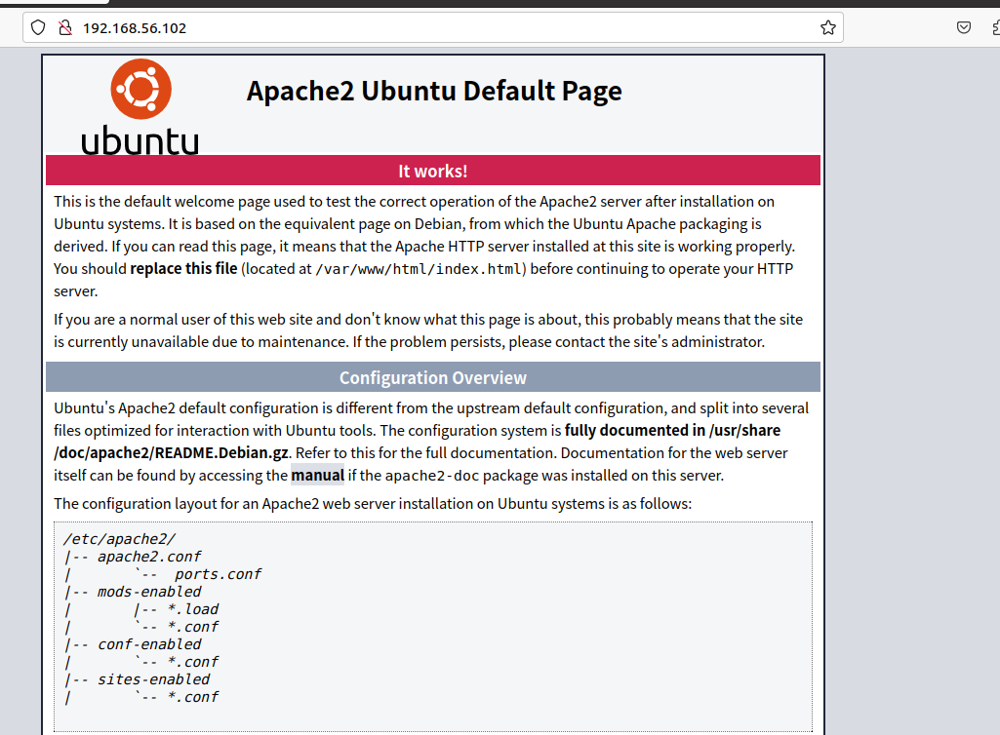 192.168.56.102
ubuntu
Apache2 Ubuntu Default Page
It works!
This is the default welcome page used to test the correct operation of the Apache2 server after installation on
Ubuntu systems. It is based on the equivalent page on Debian, from which the Ubuntu Apache packaging is
derived. If you can read this page, it means that the Apache HTTP server installed at this site is working properly.
You should replace this file (located at /var/www/html/index.html) before continuing to operate your HTTP
server.
If you are a normal user of this web site and don't know what this page is about, this probably means that the site
is currently unavailable due to maintenance. If the problem persists, please contact the site's administrator.
Configuration Overview
Ubuntu's Apache2 default configuration is different from the upstream default configuration, and split into several
files optimized for interaction with Ubuntu tools. The configuration system is fully documented in /usr/share
/doc/apache2/README.Debian.gz. Refer to this for the full documentation. Documentation for the web server
itself can be found by accessing the manual if the apache2-doc package was installed on this server.
The configuration layout for an Apache2 web server installation on Ubuntu systems is as follows:
/etc/apache2/
|-- apache2.conf
|       `--  ports.conf
|-- mods-enabled
|       |-- *.load
|       `-- *.conf
|-- conf-enabled
|       `-- *.conf
|-- sites-enabled
|       `-- *.conf